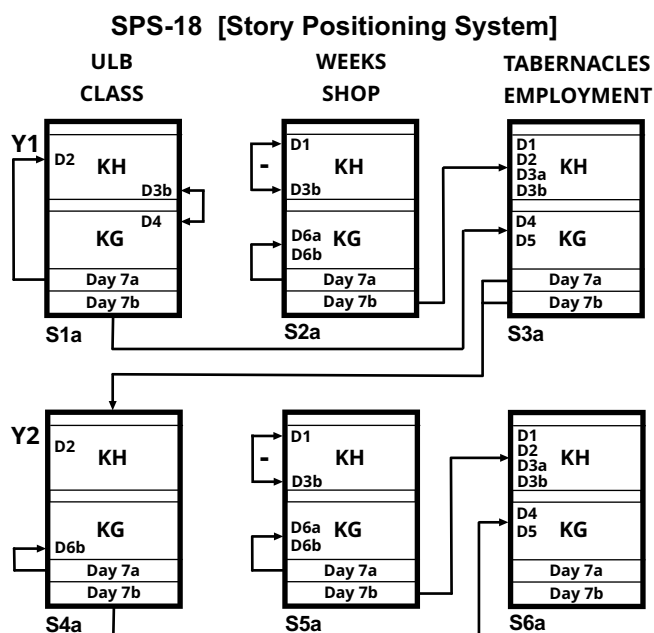 SPS-18 [Story Positioning System]
ULB CLASS
WEEKS SHOP
TABERNACLES EMPLOYMENT
Y1
D2
KH
D3b
D4
KG
Day 7a
Day 7b
S1a
D1
-
KH
D3b
D6a
KG
D6b
Day 7a
Day 7b
S2a
D1
D2
D3a
KH
D3b
D4
D5
KG
Day 7a
Day 7b
S3a
Y2
D2
KH
KG
D6b
Day 7a
Day 7b
S4a
D1
-
KH
D3b
D6a
KG
D6b
Day 7a
Day 7b
S5a
D1
D2
D3a
KH
D3b
D4
D5
KG
Day 7a
Day 7b
S6a